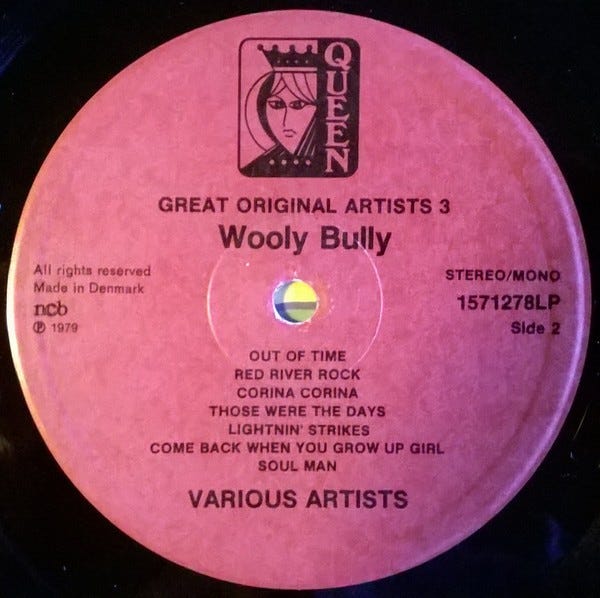 QUEEN
GREAT ORIGINAL ARTISTS 3
Wooly Bully
All rights reserved
Made in Denmark
ncb
℗ 1979
STEREO/MONO
1571278LP
Side 2
OUT OF TIME
RED RIVER ROCK
CORINA CORINA
THOSE WERE THE DAYS
LIGHTNIN' STRIKES
COME BACK WHEN YOU GROW UP GIRL
SOUL MAN
VARIOUS ARTISTS